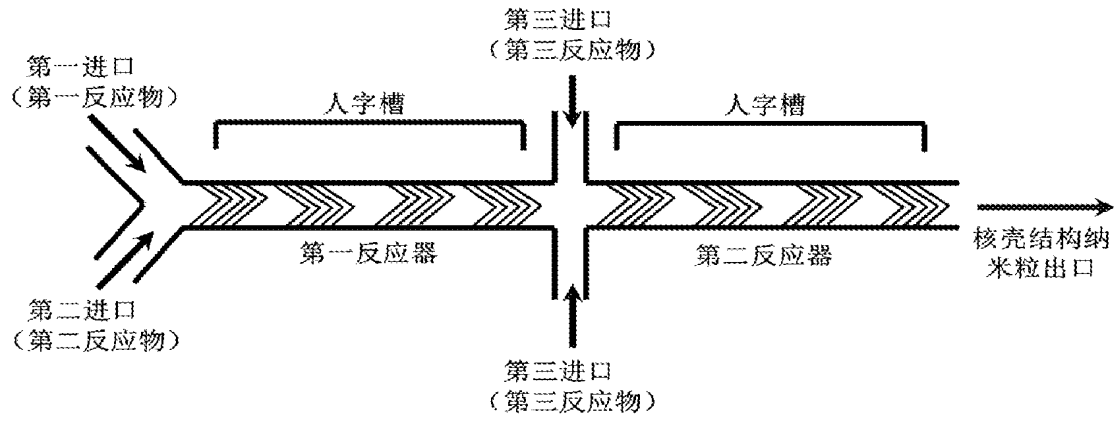 第三进口
（第三反应物）
第一进口
（第一反应物）
人字槽
人字槽
第一反应器
第二反应器
核壳结构纳
米粒出口
第二进口
（第二反应物）
第三进口
（第三反应物）